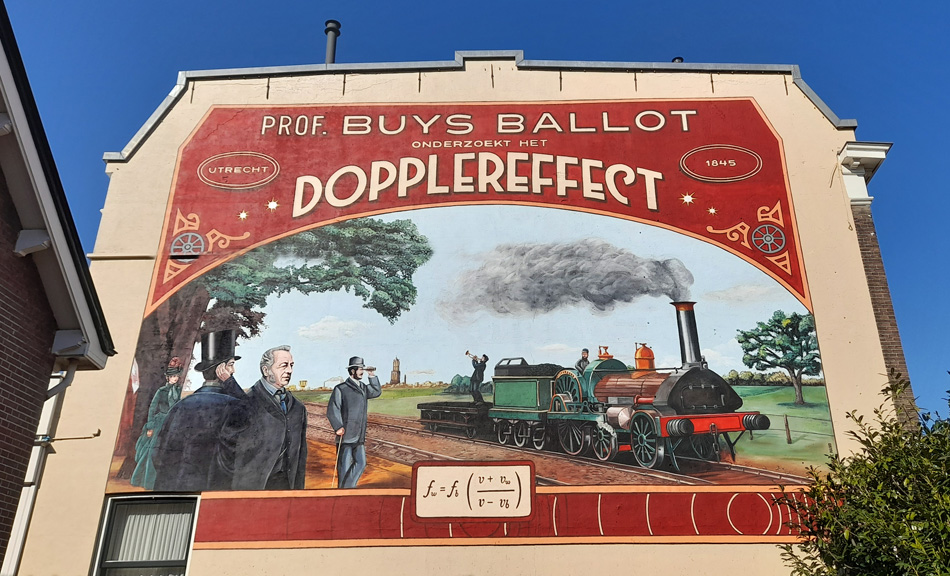 PROF. BUYS BALLOT
ONDERZOEKT HET
UTRECHT
1845
DOPPLEREFFECT
f_w = f_b ( (v + v_w) / (v - v_b) )